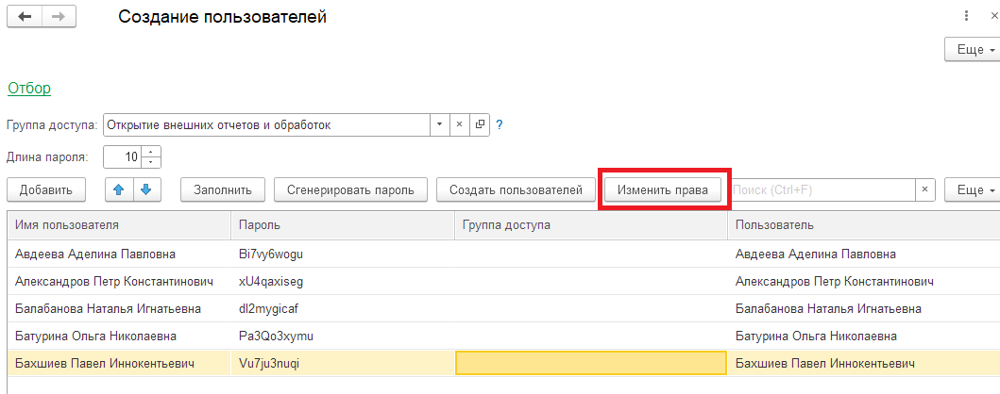 Создание пользователей
Еще
Отбор
Группа доступа: Открытие внешних отчетов и обработок ?
Длина пароля: 10
Добавить Заполнить Сгенерировать пароль Создать пользователей Изменить права Поиск (Ctrl+F) × Еще
Имя пользователя Пароль Группа доступа Пользователь
Авдеева Аделина Павловна Bi7vy6wogu Авдеева Аделина Павловна
Александров Петр Константинович xU4qaxiseg Александров Петр Константинович
Балабанова Наталья Игнатьевна dl2mygicaf Балабанова Наталья Игнатьевна
Батурина Ольга Николаевна Pa3Qo3xymu Батурина Ольга Николаевна
Бахшиев Павел Иннокентьевич Vu7ju3nuqi Бахшиев Павел Иннокентьевич